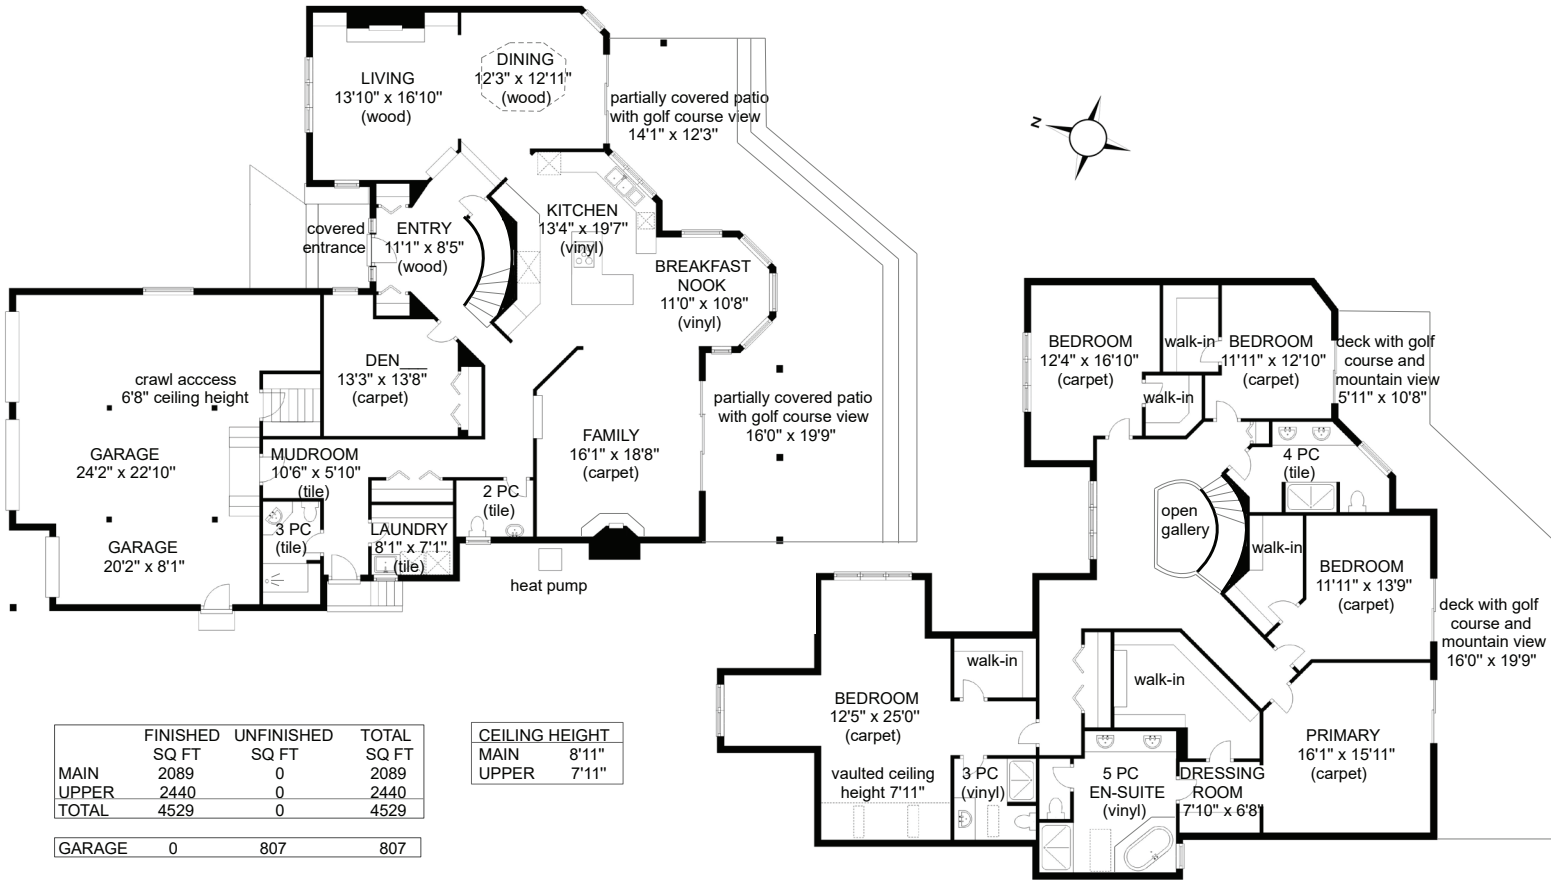 LIVING
13'10" x 16'10"
(wood)
DINING
12'3" x 12'11"
(wood)
partially covered patio
with golf course view
14'1" x 12'3"
N
covered
entrance
ENTRY
11'1" x 8'5"
(wood)
KITCHEN
13'4" x 19'7"
(vinyl)
BREAKFAST
NOOK
11'0" x 10'8"
(vinyl)
DEN___
13'3" x 13'8"
(carpet)
crawl acccess
6'8" ceiling height
GARAGE
24'2" x 22'10"
GARAGE
20'2" x 8'1"
MUDROOM
10'6" x 5'10"
(tile)
3 PC
(tile)
LAUNDRY
8'1" x 7'1"
(tile)
2 PC
(tile)
FAMILY
16'1" x 18'8"
(carpet)
partially covered patio
with golf course view
16'0" x 19'9"
heat pump
BEDROOM
12'4" x 16'10"
(carpet)
walk-in
BEDROOM
11'11" x 12'10"
(carpet)
walk-in
deck with golf
course and
mountain view
5'11" x 10'8"
4 PC
(tile)
open
gallery
walk-in
BEDROOM
11'11" x 13'9"
(carpet)
deck with golf
course and
mountain view
16'0" x 19'9"
walk-in
walk-in
BEDROOM
12'5" x 25'0"
(carpet)
vaulted ceiling
height 7'11"
3 PC
(vinyl)
5 PC
EN-SUITE
(vinyl)
DRESSING
ROOM
7'10" x 6'8"
PRIMARY
16'1" x 15'11"
(carpet)
FINISHED UNFINISHED TOTAL
SQ FT SQ FT SQ FT
MAIN 2089 0 2089
UPPER 2440 0 2440
TOTAL 4529 0 4529
GARAGE 0 807 807
CEILING HEIGHT
MAIN 8'11"
UPPER 7'11"